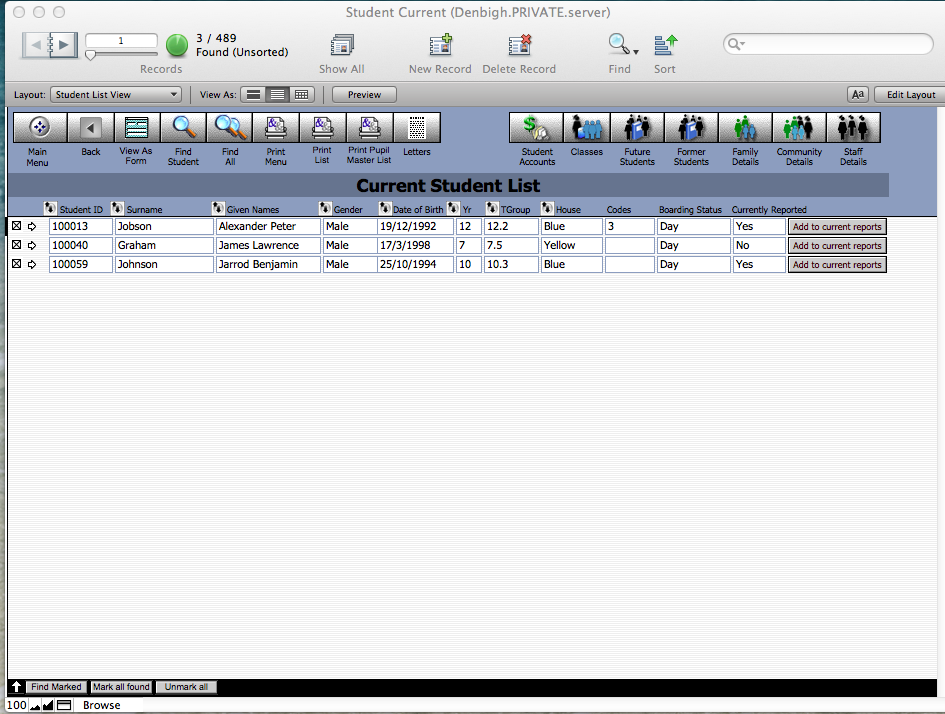 Student Current (Denbigh.PRIVATE.server)
1
3 / 489
Found (Unsorted)
Records
Show All
New Record
Delete Record
Find
Sort
Layout: Student List View
View As:
Preview
Aa
Edit Layout
Main Menu
Back
View As Form
Find Student
Find All
Print Menu
Print List
Print Pupil Master List
Letters
Student Accounts
Classes
Future Students
Former Students
Family Details
Community Details
Staff Details
Current Student List
Student ID Surname Given Names Gender Date of Birth Yr TGroup House Codes Boarding Status Currently Reported
100013 Jobson Alexander Peter Male 19/12/1992 12 12.2 Blue 3 Day Yes Add to current reports
100040 Graham James Lawrence Male 17/3/1998 7 7.5 Yellow Day No Add to current reports
100059 Johnson Jarrod Benjamin Male 25/10/1994 10 10.3 Blue Day Yes Add to current reports
Find Marked Mark all found Unmark all
100 Browse